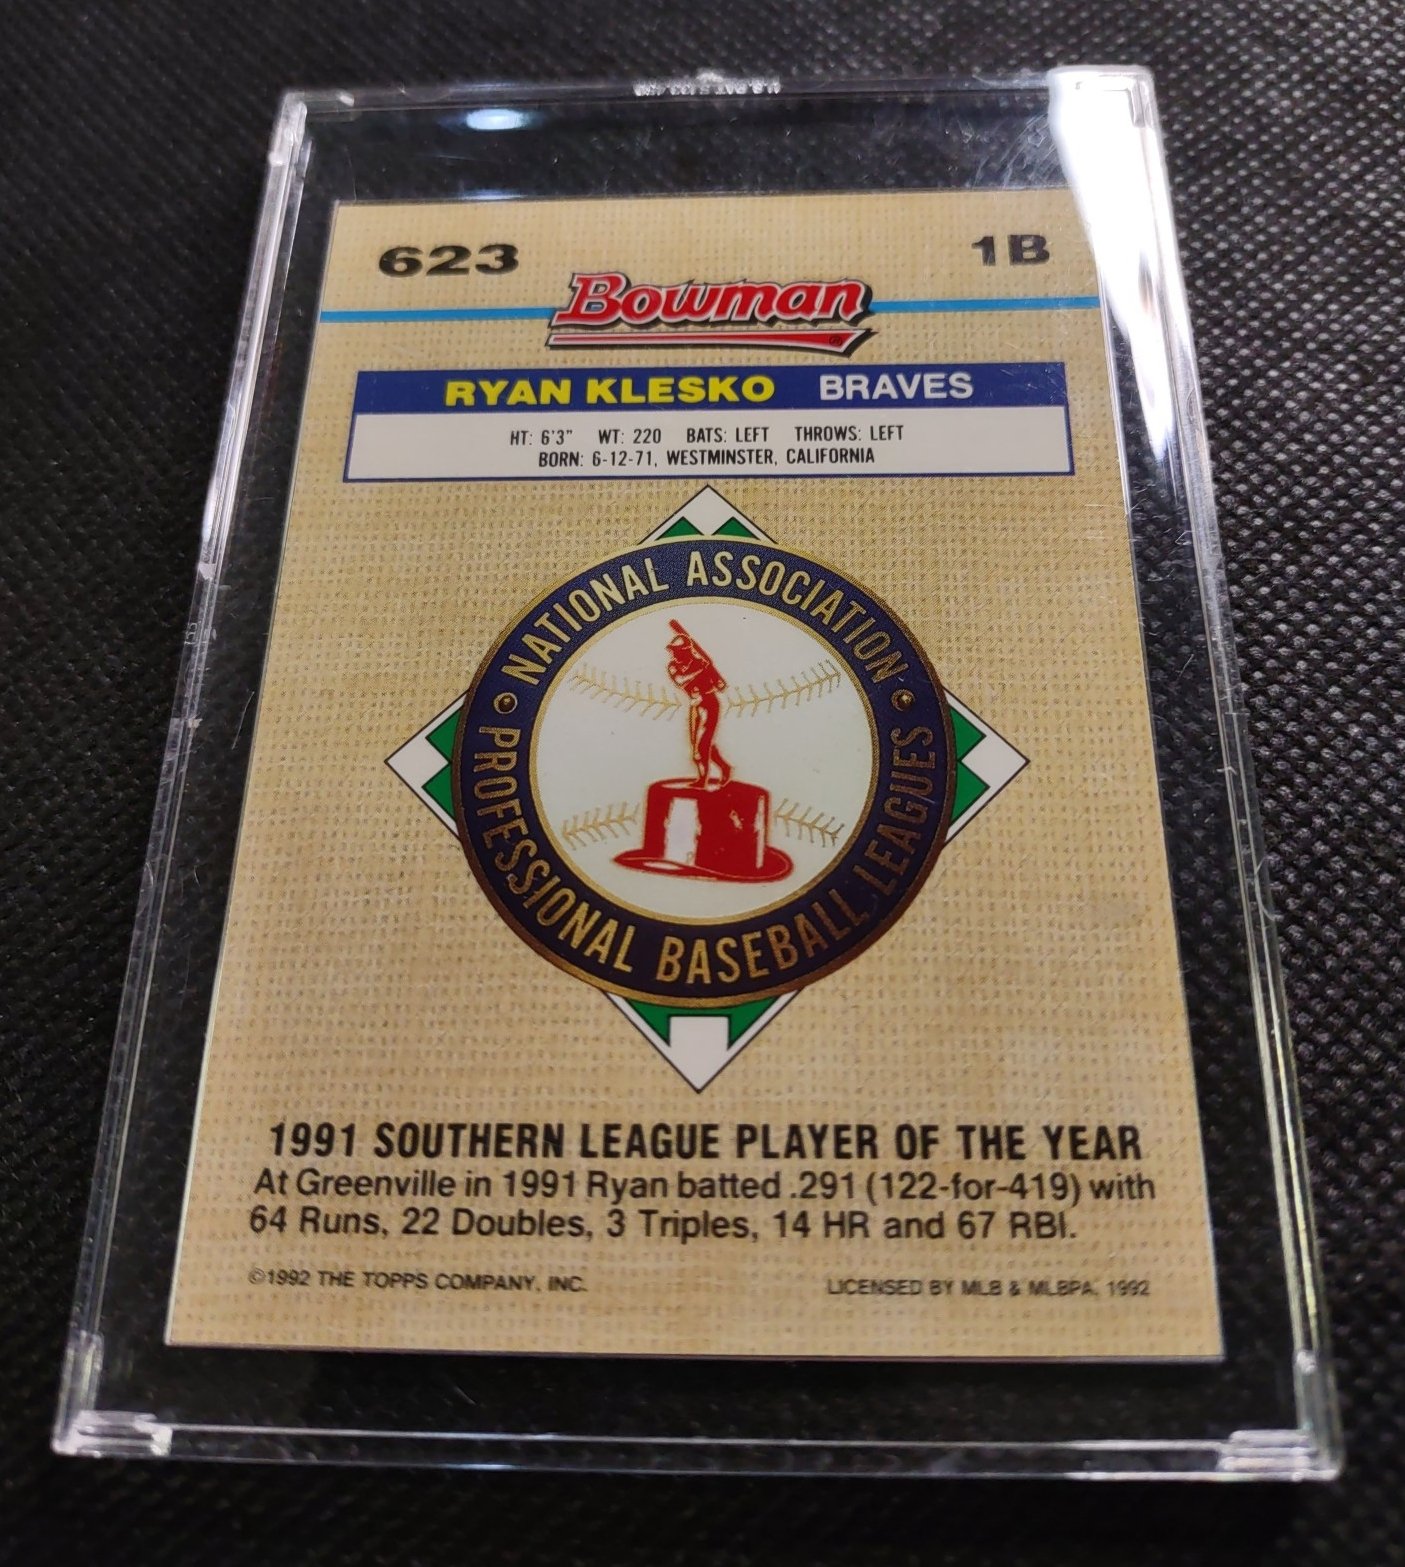 623 1B
Bowman
RYAN KLESKO BRAVES
HT: 6'3" WT: 220 BATS: LEFT THROWS: LEFT
BORN: 6-12-71, WESTMINSTER, CALIFORNIA
NATIONAL ASSOCIATION
PROFESSIONAL BASEBALL LEAGUES
1991 SOUTHERN LEAGUE PLAYER OF THE YEAR
At Greenville in 1991 Ryan batted .291 (122-for-419) with
64 Runs, 22 Doubles, 3 Triples, 14 HR and 67 RBI.
©1992 THE TOPPS COMPANY, INC. LICENSED BY MLB & MLBPA, 1992